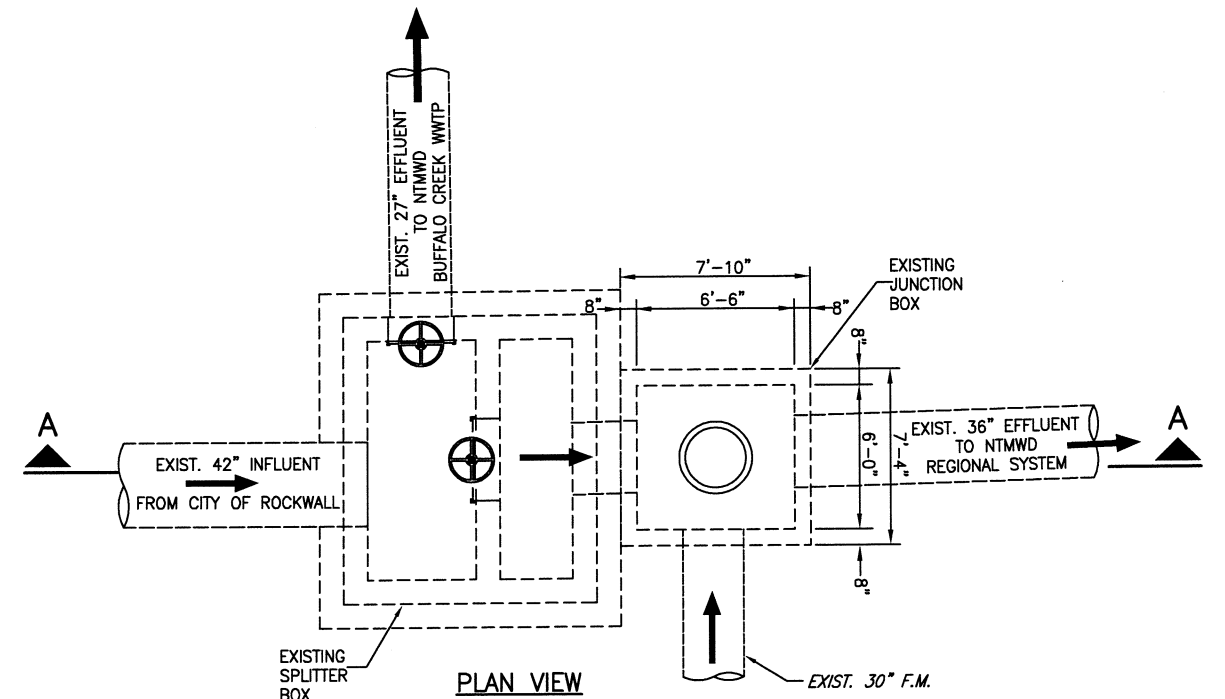 EXIST. 27" EFFLUENT
TO NTMWD
BUFFALO CREEK WWTP
7'-10"
8"
6'-6"
8"
EXISTING
JUNCTION
BOX
8"
6'-0"
7'-4"
8"
A
EXIST. 42" INFLUENT
FROM CITY OF ROCKWALL
EXIST. 36" EFFLUENT
TO NTMWD
REGIONAL SYSTEM
A
EXISTING
SPLITTER
BOX
PLAN VIEW
EXIST. 30" F.M.